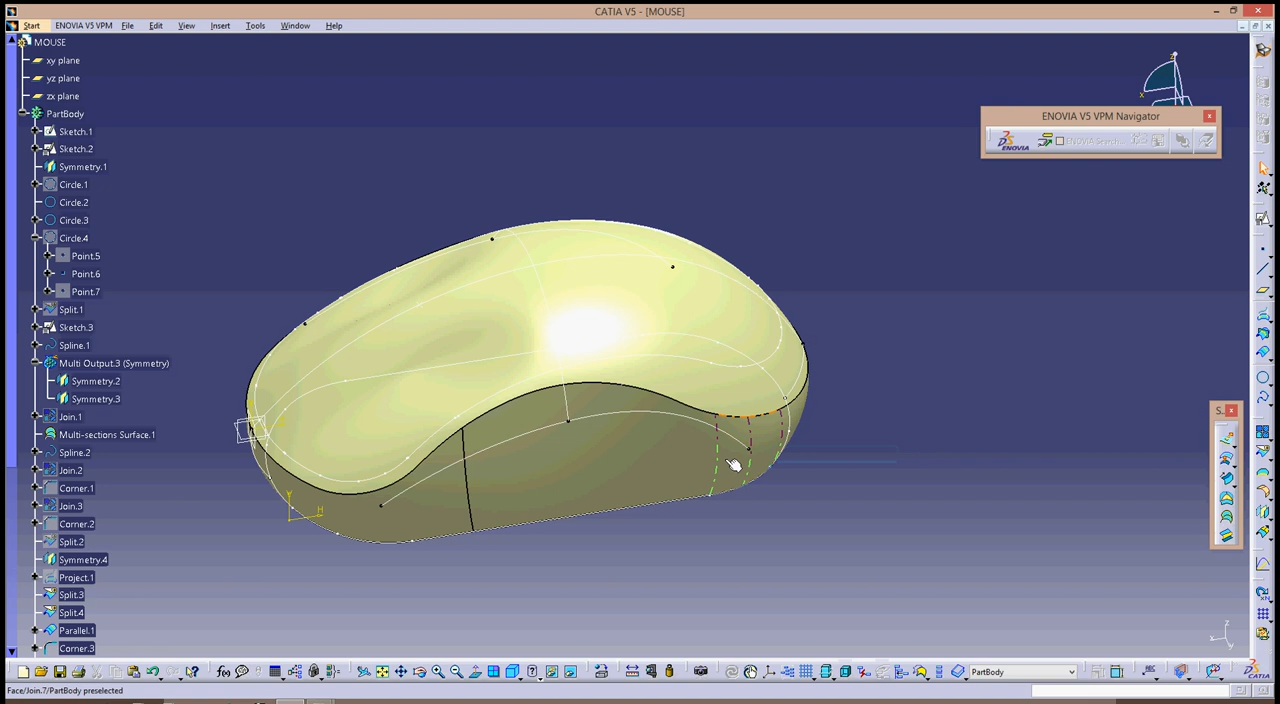 CATIA V5 - [MOUSE]
Start ENOVIA V5 VPM File Edit View Insert Tools Window Help
MOUSE
xy plane
yz plane
zx plane
PartBody
Sketch.1
Sketch.2
Symmetry.1
Circle.1
Circle.2
Circle.3
Circle.4
Point.5
Point.6
Point.7
Split.1
Sketch.3
Spline.1
Multi Output.3 (Symmetry)
Symmetry.2
Symmetry.3
Join.1
Multi-sections Surface.1
Spline.2
Join.2
Corner.1
Join.3
Corner.2
Split.2
Symmetry.4
Project.1
Split.3
Split.4
Parallel.1
Corner.3
ENOVIA V5 VPM Navigator
ENOVIA
ENOVIA Search...
S...
Y
H
z
x
y
PartBody
CATIA
Face/Join.7/PartBody preselected